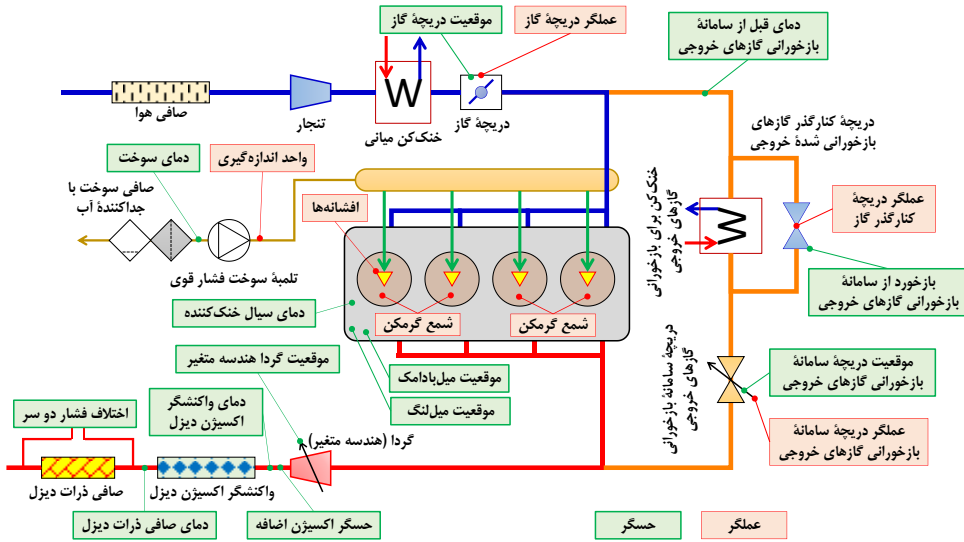 موقعیت دریچهٔ گاز
عملگر دریچهٔ گاز
دمای قبل از سامانهٔ
بازخورانی گازهای خروجی
W
صافی هوا
تنجار
خنک‌کن میانی
دریچهٔ گاز
دریچهٔ کنارگذر گازهای
بازخورانی شدهٔ خروجی
دمای سوخت
واحد اندازه‌گیری
صافی سوخت با
جداکنندهٔ آب
افشانه‌ها
خنک‌کن برای بازخورانی
گازهای خروجی
W
عملگر دریچهٔ
کنارگذر گاز
تلمبهٔ سوخت فشار قوی
بازخورد از سامانهٔ
بازخورانی گازهای خروجی
دمای سیال خنک‌کننده
شمع گرمکن
شمع گرمکن
موقعیت گردا هندسه متغیر
موقعیت میل‌بادامک
موقعیت میل‌لنگ
دریچهٔ سامانهٔ بازخورانی
گازهای خروجی
موقعیت دریچهٔ سامانهٔ
بازخورانی گازهای خروجی
اختلاف فشار دو سر
دمای واکنشگر
اکسیژن دیزل
گردا (هندسه متغیر)
عملگر دریچهٔ سامانهٔ
بازخورانی گازهای خروجی
صافی ذرات دیزل
واکنشگر اکسیژن دیزل
دمای صافی ذرات دیزل
حسگر اکسیژن اضافه
حسگر
عملگر